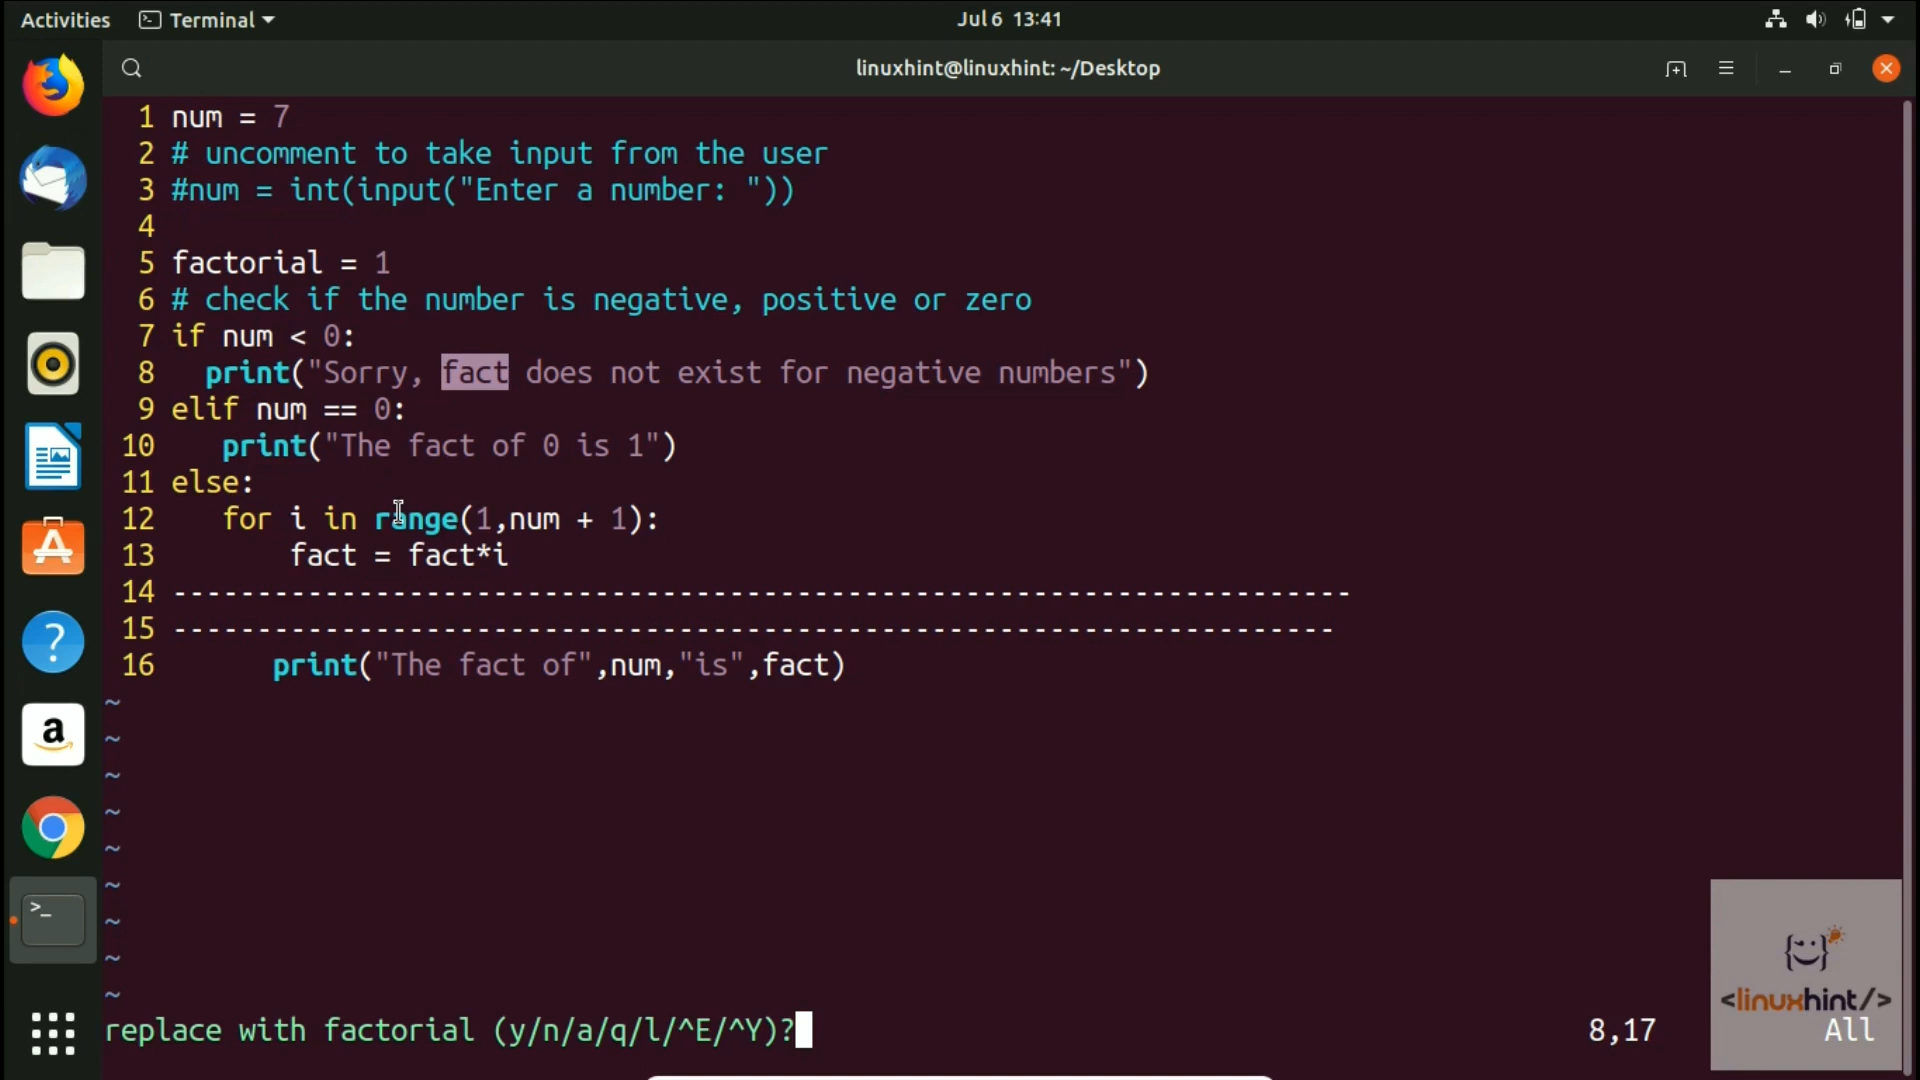 Activities Terminal Jul 6 13:41
linuxhint@linuxhint: ~/Desktop
1 num = 7
2 # uncomment to take input from the user
3 #num = int(input("Enter a number: "))
4
5 factorial = 1
6 # check if the number is negative, positive or zero
7 if num < 0:
8   print("Sorry, fact does not exist for negative numbers")
9 elif num == 0:
10    print("The fact of 0 is 1")
11 else:
12    for i in range(1,num + 1):
13        fact = fact*i
14 ----------------------------------------------------------------------
15 ---------------------------------------------------------------------
16       print("The fact of",num,"is",fact)
~
~
~
~
~
~
~
~
~
replace with factorial (y/n/a/q/l/^E/^Y)? 8,17 All
<linuxhint/>
a